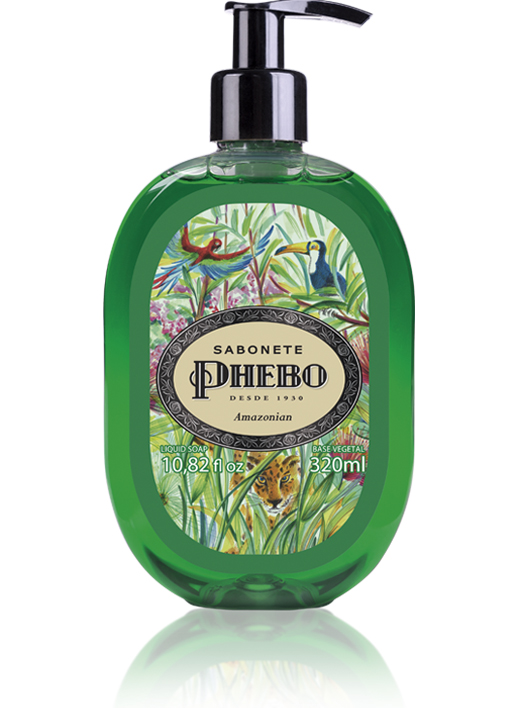 SABONETE
PHEBO
DESDE 1930
Amazonian
LIQUID SOAP
10,82 fl oz
BASE VEGETAL
320ml